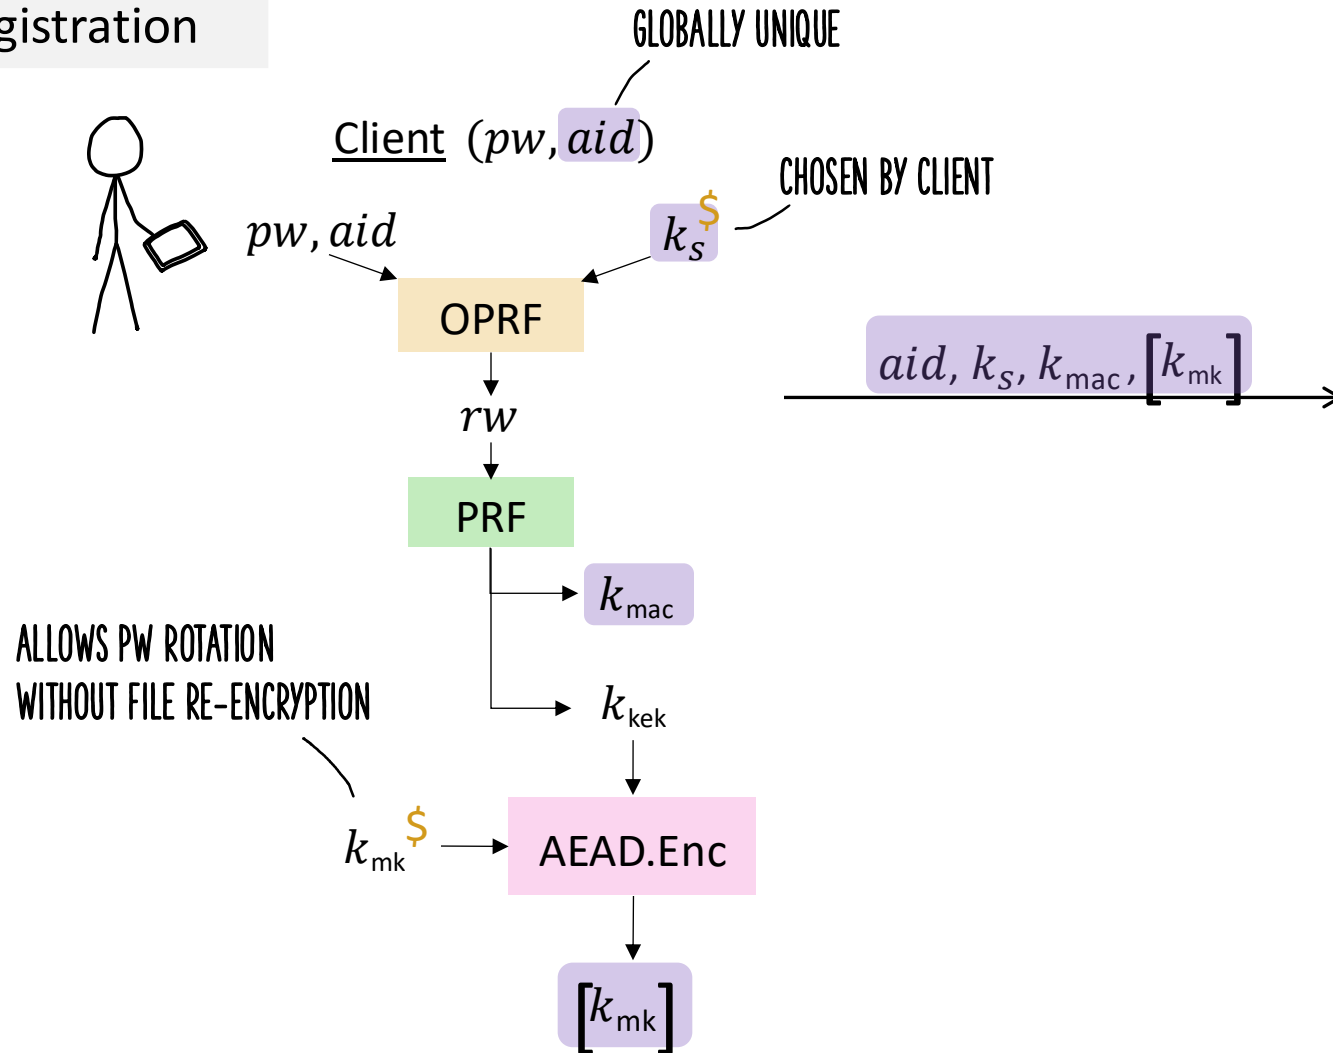 gistration
GLOBALLY UNIQUE
Client (pw, aid)
CHOSEN BY CLIENT
pw, aid
k_s^$
OPRF
aid, k_s, k_mac, [k_mk]
rw
PRF
k_mac
ALLOWS PW ROTATION
WITHOUT FILE RE-ENCRYPTION
k_kek
k_mk^$
AEAD.Enc
[k_mk]